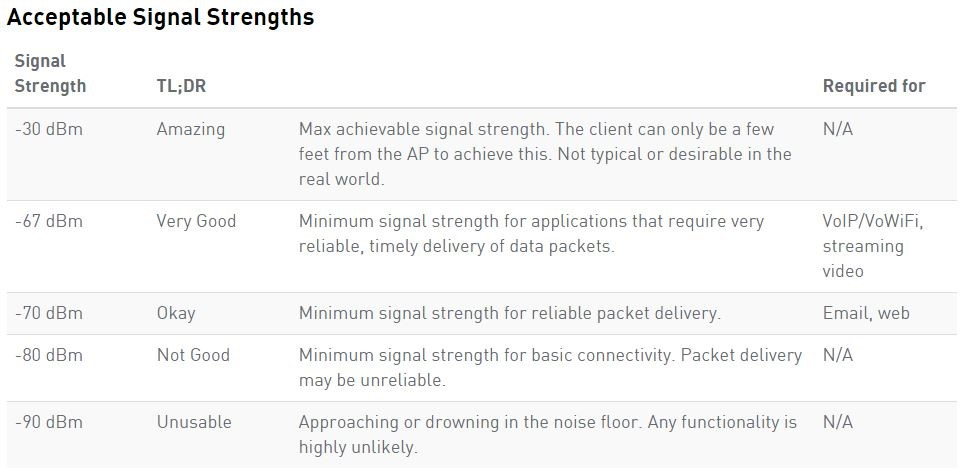 Acceptable Signal Strengths
Signal
Strength TL;DR Required for
-30 dBm Amazing Max achievable signal strength. The client can only be a few N/A
feet from the AP to achieve this. Not typical or desirable in the
real world.
-67 dBm Very Good Minimum signal strength for applications that require very VoIP/VoWiFi,
reliable, timely delivery of data packets. streaming
video
-70 dBm Okay Minimum signal strength for reliable packet delivery. Email, web
-80 dBm Not Good Minimum signal strength for basic connectivity. Packet delivery N/A
may be unreliable.
-90 dBm Unusable Approaching or drowning in the noise floor. Any functionality is N/A
highly unlikely.